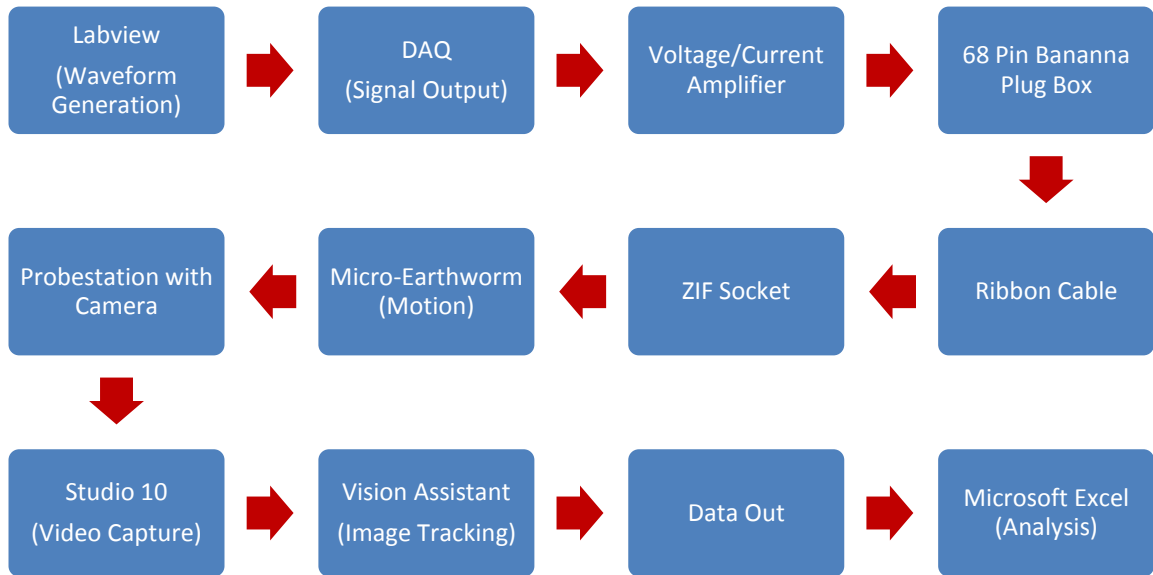 Labview
(Waveform
Generation)
DAQ
(Signal Output)
Voltage/Current
Amplifier
68 Pin Bananna
Plug Box
Probestation with
Camera
Micro-Earthworm
(Motion)
ZIF Socket
Ribbon Cable
Studio 10
(Video Capture)
Vision Assistant
(Image Tracking)
Data Out
Microsoft Excel
(Analysis)